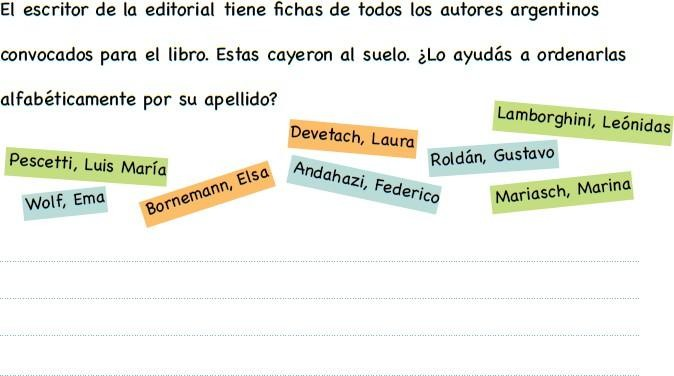 El escritor de la editorial tiene fichas de todos los autores argentinos
convocados para el libro. Estas cayeron al suelo. ¿Lo ayudás a ordenarlas
alfabéticamente por su apellido?
Lamborghini, Leónidas
Devetach, Laura
Pescetti, Luis María
Roldán, Gustavo
Andahazi, Federico
Bornemann, Elsa
Mariasch, Marina
Wolf, Ema